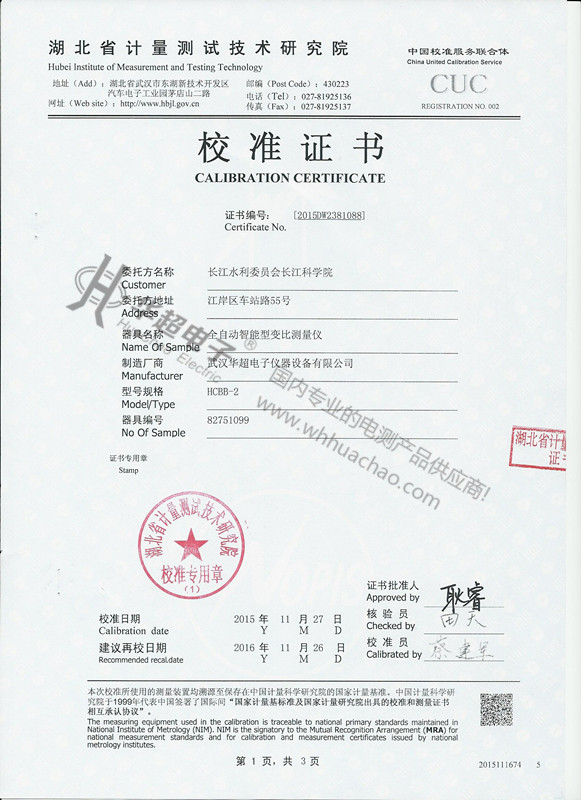 湖北省计量测试技术研究院
Hubei Institute of Measurement and Testing Technology
中国校准服务联合体
China United Calibration Service
CUC
REGISTRATION NO. 002
地址（Add）：湖北省武汉市东湖新技术开发区
汽车电子工业园茅店山二路
网址（Web site）：http://www.hbjl.gov.cn
邮编（Post Code）：430223
电话（Tel）：027-81925136
传真（Fax）：027-81925137
校准证书
CALIBRATION CERTIFICATE
证书编号： [2015DW2381088]
Certificate No.
委托方名称 长江水利委员会长江科学院
Customer
委托方地址 江岸区车站路55号
Address
器具名称 全自动智能型变比测量仪
Name Of Sample
制造厂商 武汉华超电子仪器设备有限公司
Manufacturer
型号规格 HCBB-2
Model/Type
器具编号 82751099
No Of Sample
华超电子®
Huachao Electric
国内专业的电测产品供应商!
www.whhuachao.com
湖北省计
证书专用章
Stamp
湖北省计量测试技术研究院
校准专用章
(1)
证书批准人 耿睿
Approved by
核验员 田天
Checked by
校准员 蔡建军
Calibrated by
校准日期 2015 年 11 月 27 日
Calibration date Y M D
建议再校日期 2016 年 11 月 26 日
Recommended recal.date Y M D
本次校准所使用的测量装置均溯源至保存在中国计量科学研究院的国家计量基准。中国计量科学研
究院于1999年代表中国签署了国际间“国家计量基标准及国家计量研究院出具的校准和测量证书
相互承认协议”。
The measuring equipment used in the calibration is traceable to national primary standards maintained in
National Institute of Metrology (NIM). NIM is the signatory to the Mutual Recognition Arrangement (MRA) for
national measurement standards and for calibration and measurement certificates issued by national
metrology institutes.
第 1 页，共 3 页
2015111674 5